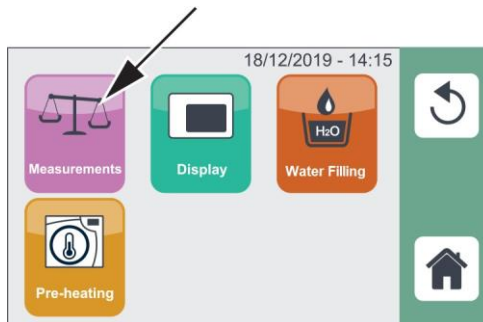 18/12/2019 - 14:15
H2O
Measurements
Display
Water Filling
Pre-heating